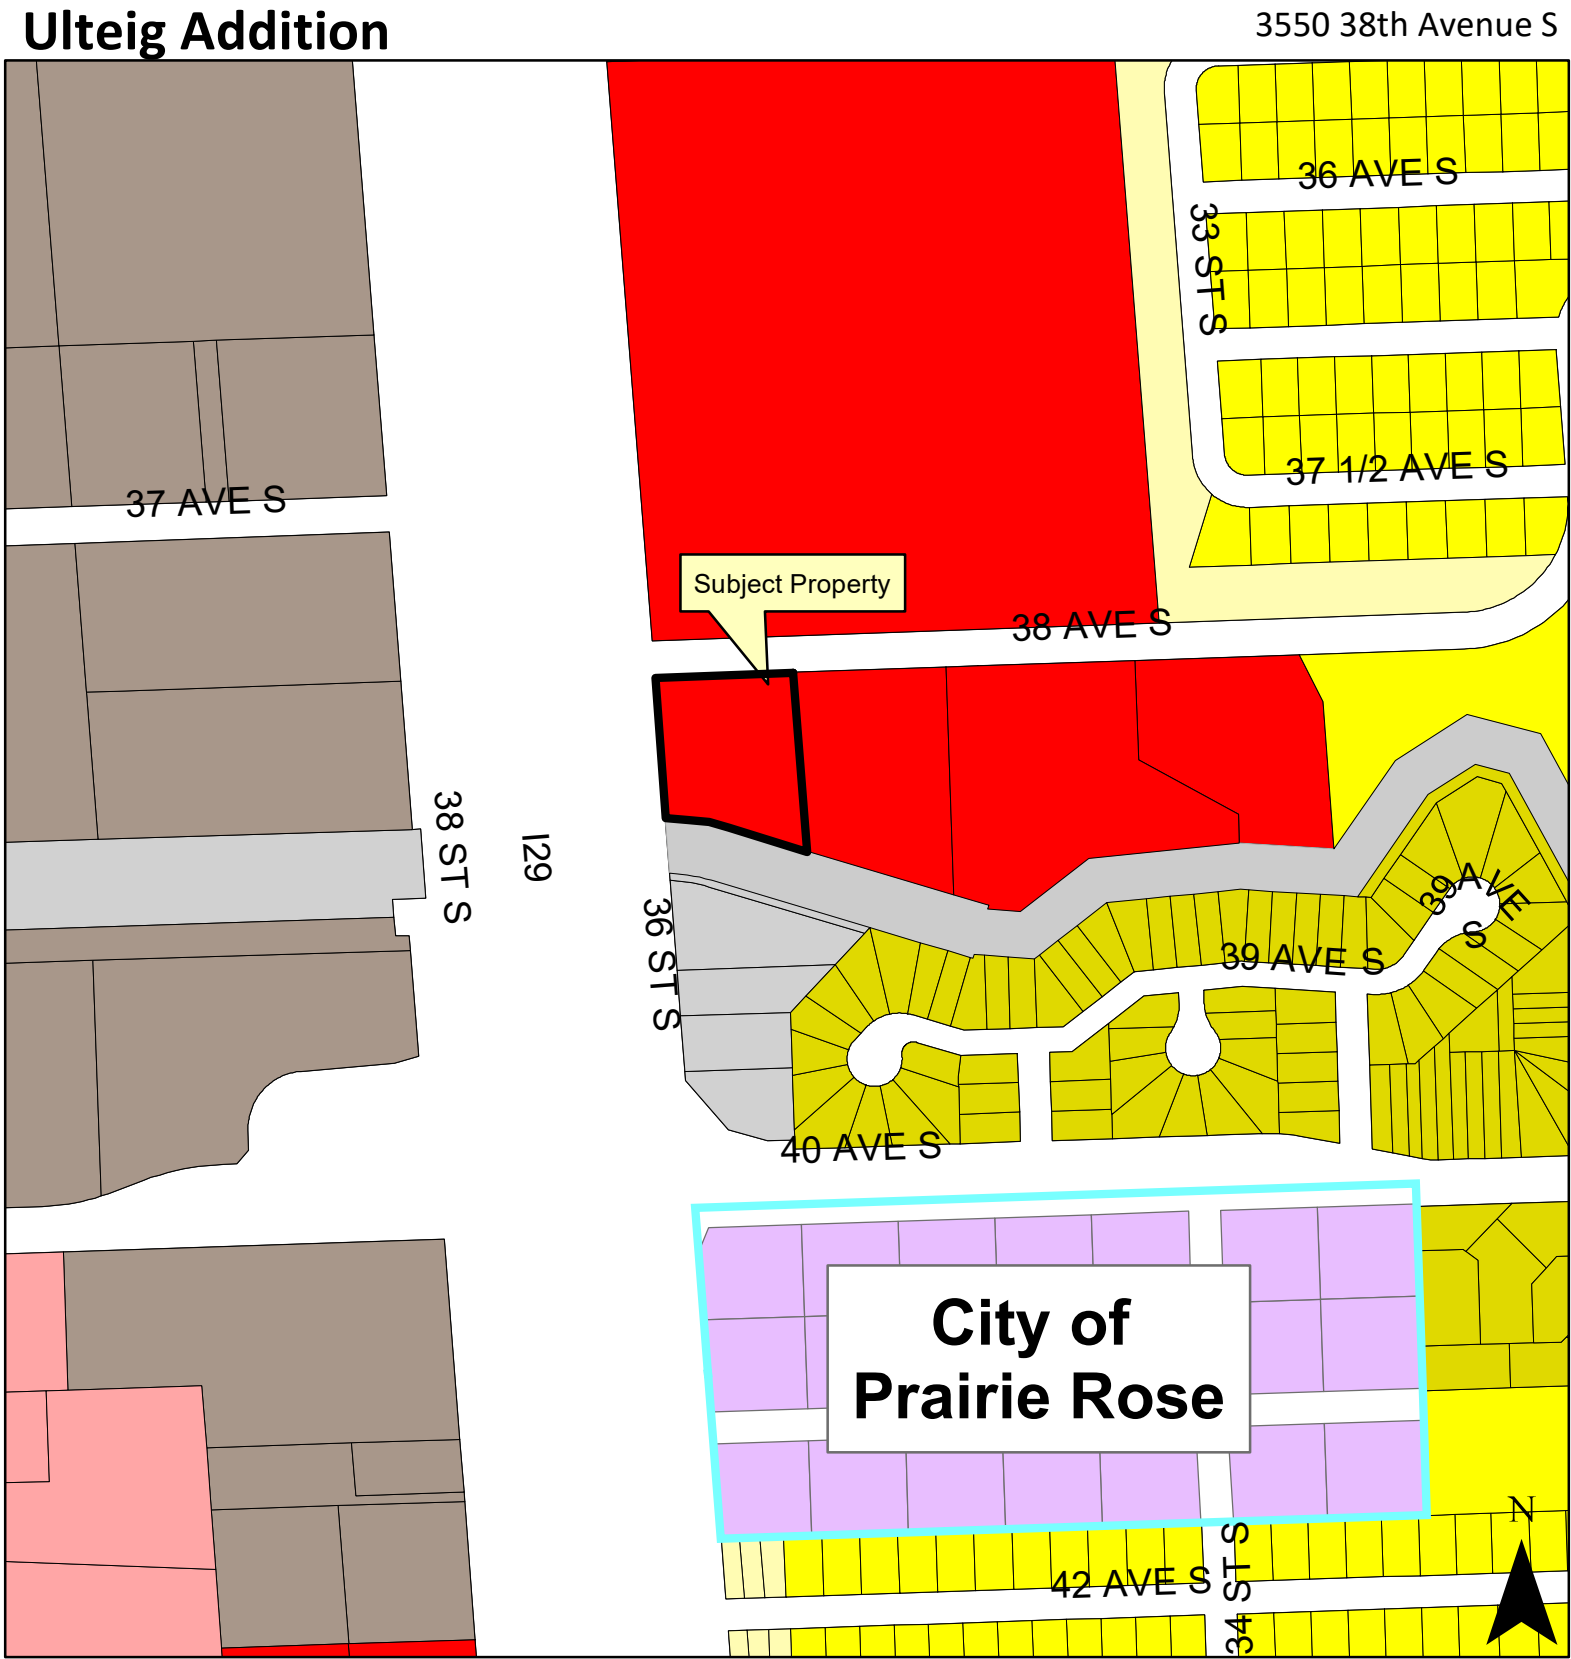 Ulteig Addition
3550 38th Avenue S
36 AVE S
33 ST S
37 1/2 AVE S
37 AVE S
Subject Property
38 AVE S
38 ST S
I29
36 ST S
39 AVE S
39 AVE S
40 AVE S
City of
Prairie Rose
N
42 AVE S
34 ST S